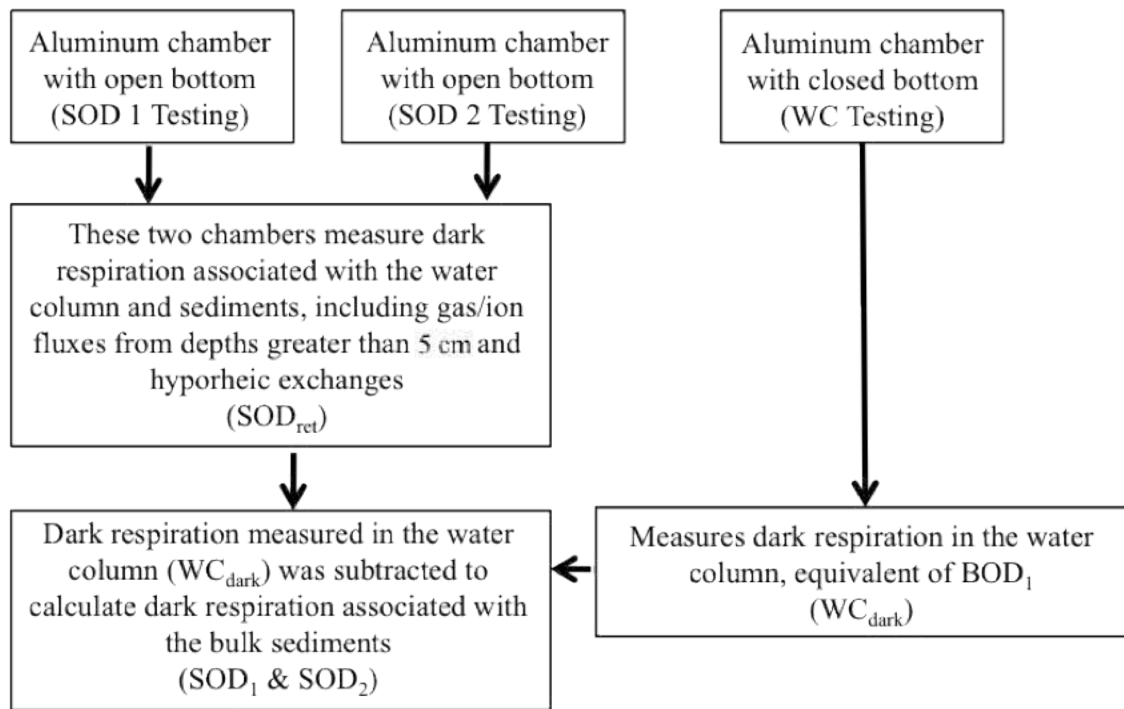 Aluminum chamber
with open bottom
(SOD 1 Testing)
Aluminum chamber
with open bottom
(SOD 2 Testing)
Aluminum chamber
with closed bottom
(WC Testing)
These two chambers measure dark
respiration associated with the water
column and sediments, including gas/ion
fluxes from depths greater than 5 cm and
hyporheic exchanges
(SOD_ret)
Dark respiration measured in the water
column (WC_dark) was subtracted to
calculate dark respiration associated with
the bulk sediments
(SOD₁ & SOD₂)
Measures dark respiration in the water
column, equivalent of BOD₁
(WC_dark)